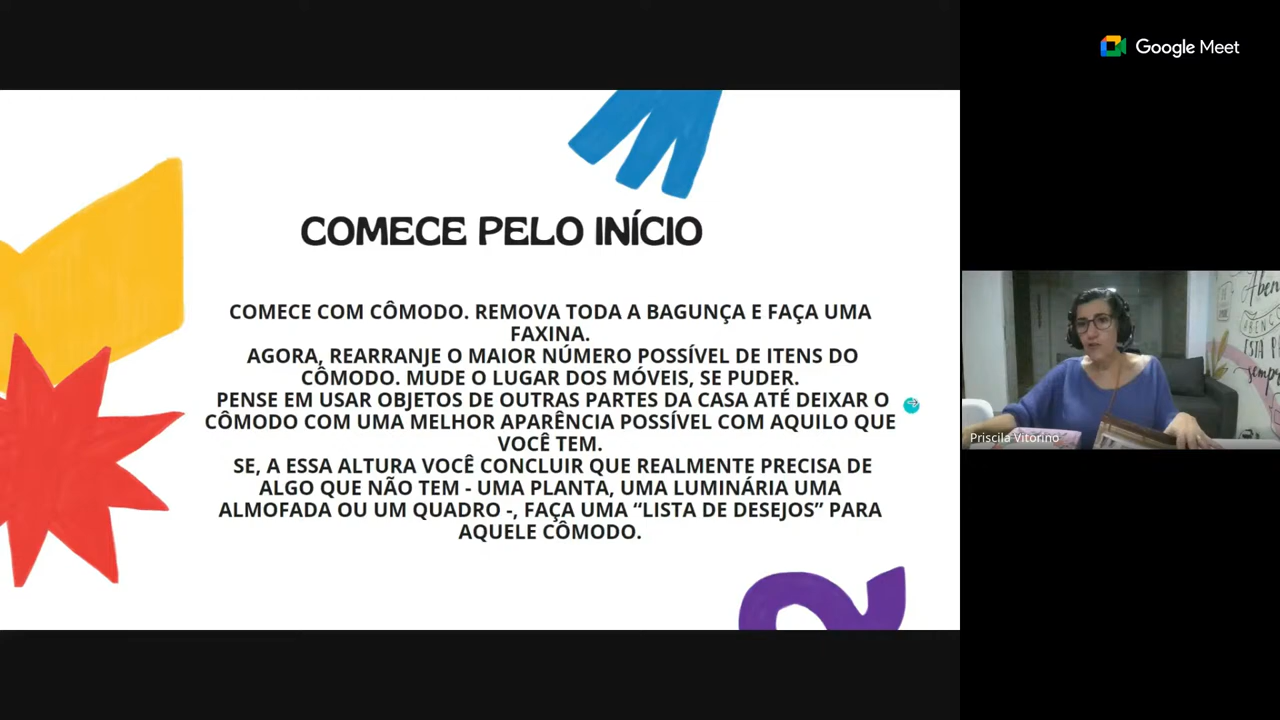 Google Meet
COMECE PELO INÍCIO
COMECE COM CÔMODO. REMOVA TODA A BAGUNÇA E FAÇA UMA
FAXINA.
AGORA, REARRANJE O MAIOR NÚMERO POSSÍVEL DE ITENS DO
CÔMODO. MUDE O LUGAR DOS MÓVEIS, SE PUDER.
PENSE EM USAR OBJETOS DE OUTRAS PARTES DA CASA ATÉ DEIXAR O
CÔMODO COM UMA MELHOR APARÊNCIA POSSÍVEL COM AQUILO QUE
VOCÊ TEM.
SE, A ESSA ALTURA VOCÊ CONCLUIR QUE REALMENTE PRECISA DE
ALGO QUE NÃO TEM - UMA PLANTA, UMA LUMINÁRIA UMA
ALMOFADA OU UM QUADRO -, FAÇA UMA “LISTA DE DESEJOS” PARA
AQUELE CÔMODO.
Priscila Vitorino